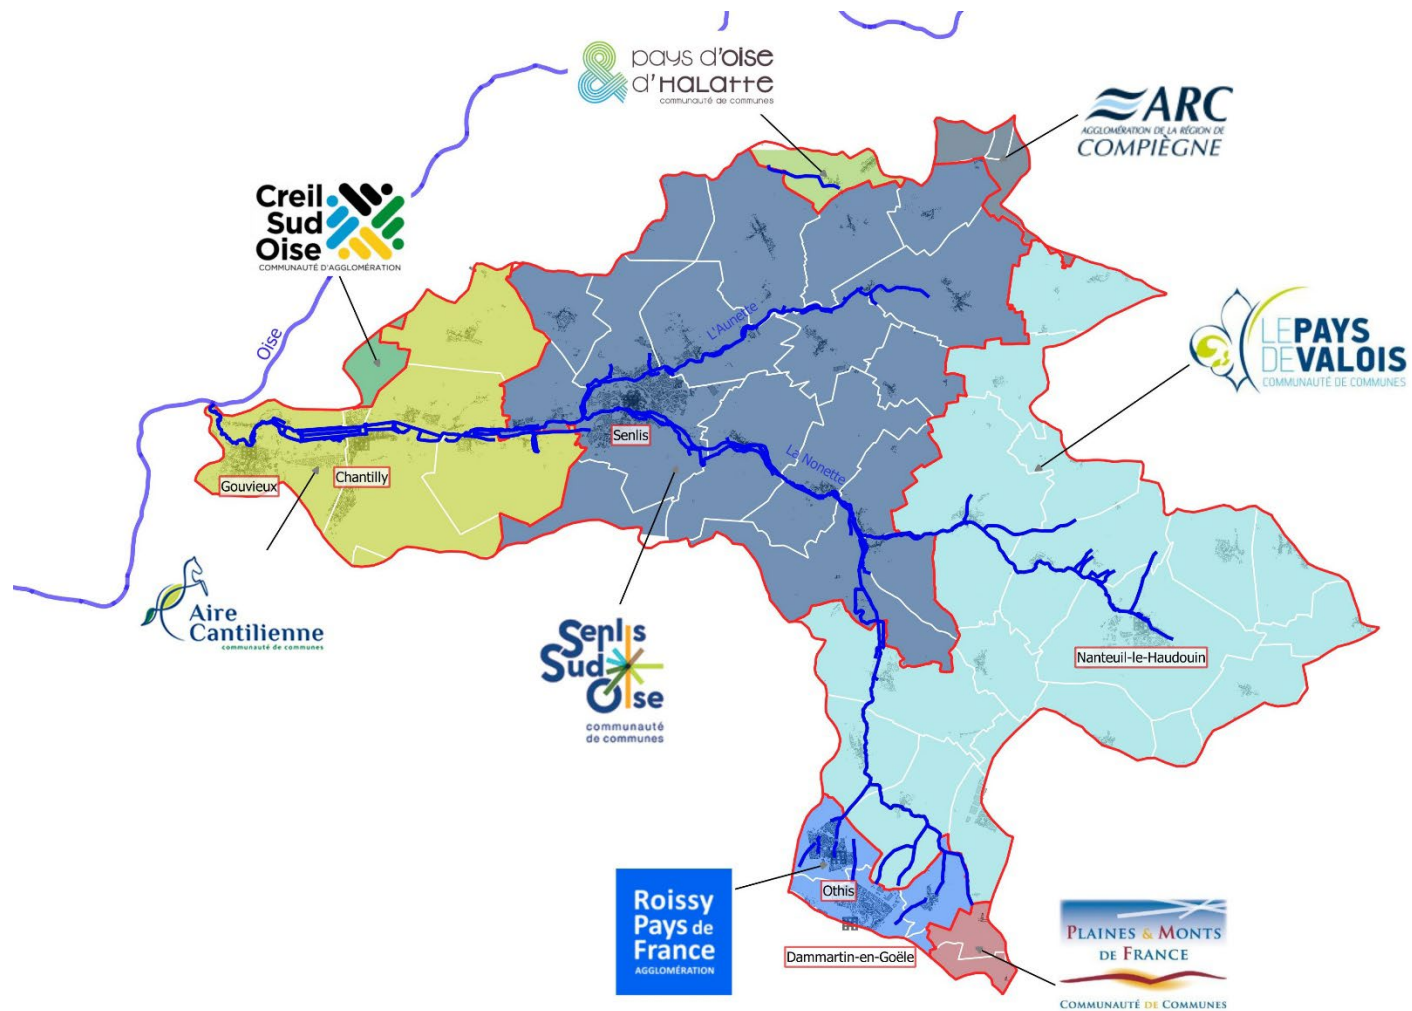 pays d'oise
d'Halatte
communauté de communes
ARC
AGGLOMÉRATION DE LA RÉGION DE
COMPIÈGNE
Creil
Sud
Oise
COMMUNAUTÉ D'AGGLOMÉRATION
Oise
L'Aunette
LE PAYS
DE VALOIS
COMMUNAUTÉ DE COMMUNES
Senlis
La Nonette
Chantilly
Gouvieux
Aire
Cantilienne
communauté de communes
Senlis
Sud
Oise
communauté
de communes
Nanteuil-le-Haudouin
Othis
Roissy
Pays de
France
AGGLOMÉRATION
Dammartin-en-Goële
PLAINES & MONTS
DE FRANCE
COMMUNAUTÉ DE COMMUNES